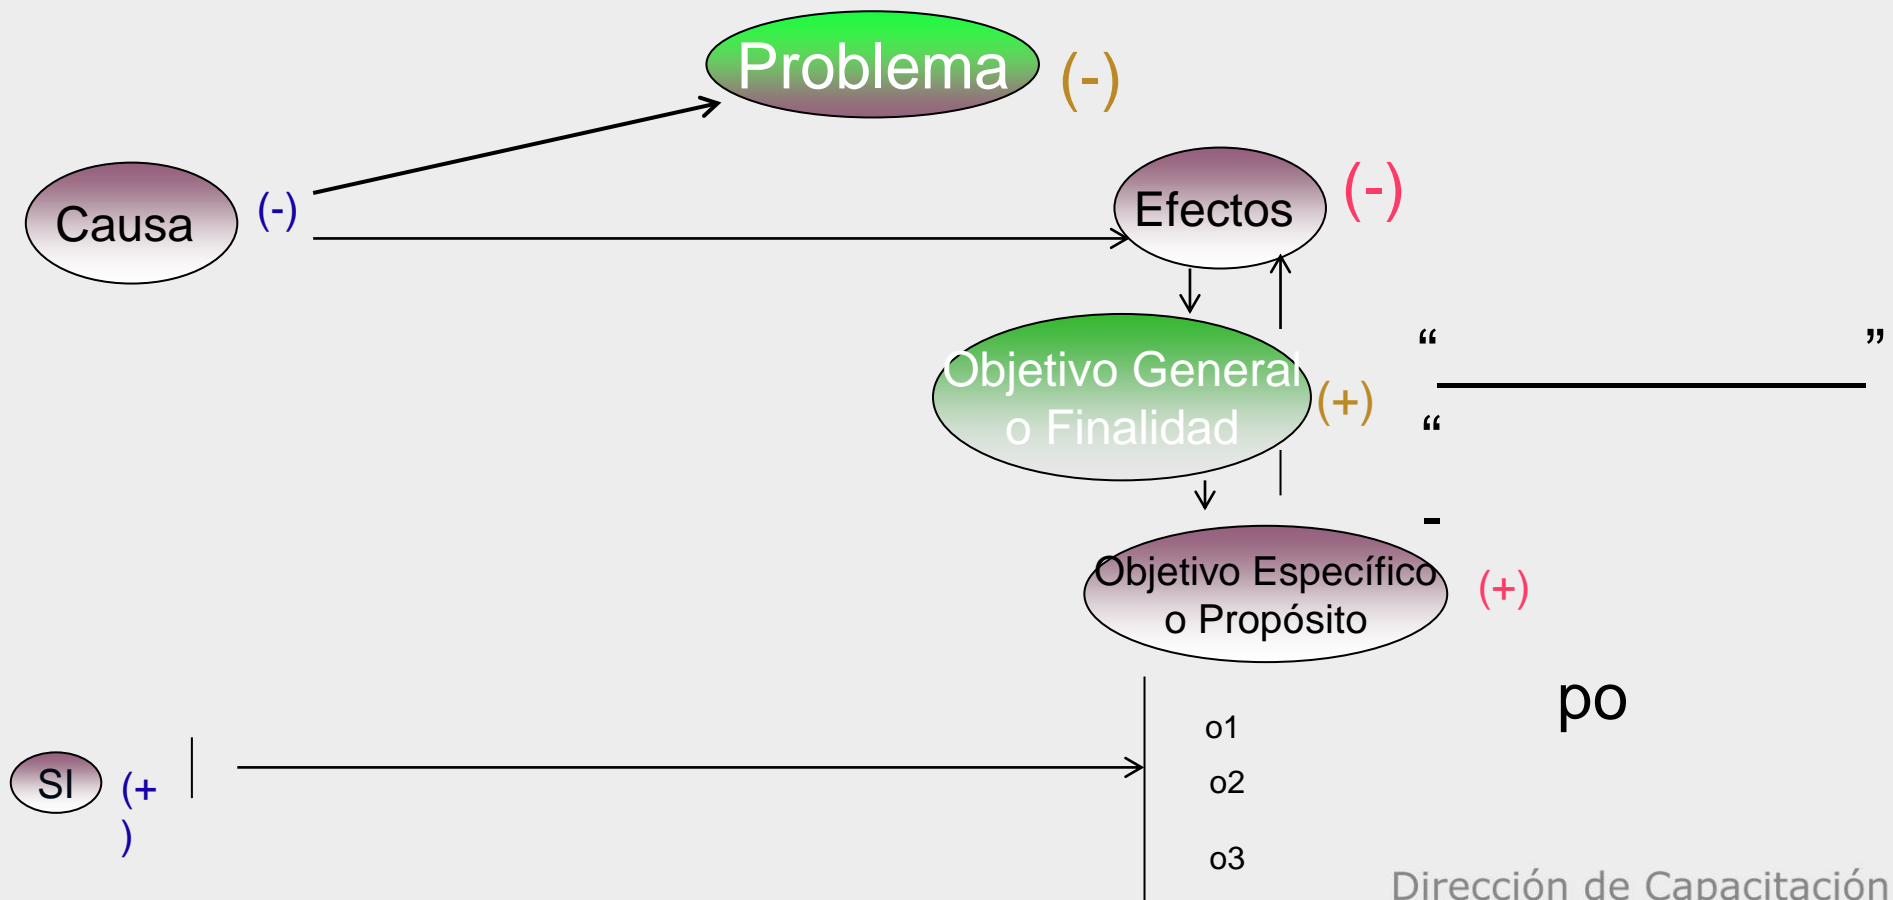 Problema (-)
Causa (-)
Efectos (-)
Objetivo General
o Finalidad
(+)
“ ”
“
-
Objetivo Específico
o Propósito
(+)
po
o1
o2
o3
SI (+
)
Dirección de Capacitación